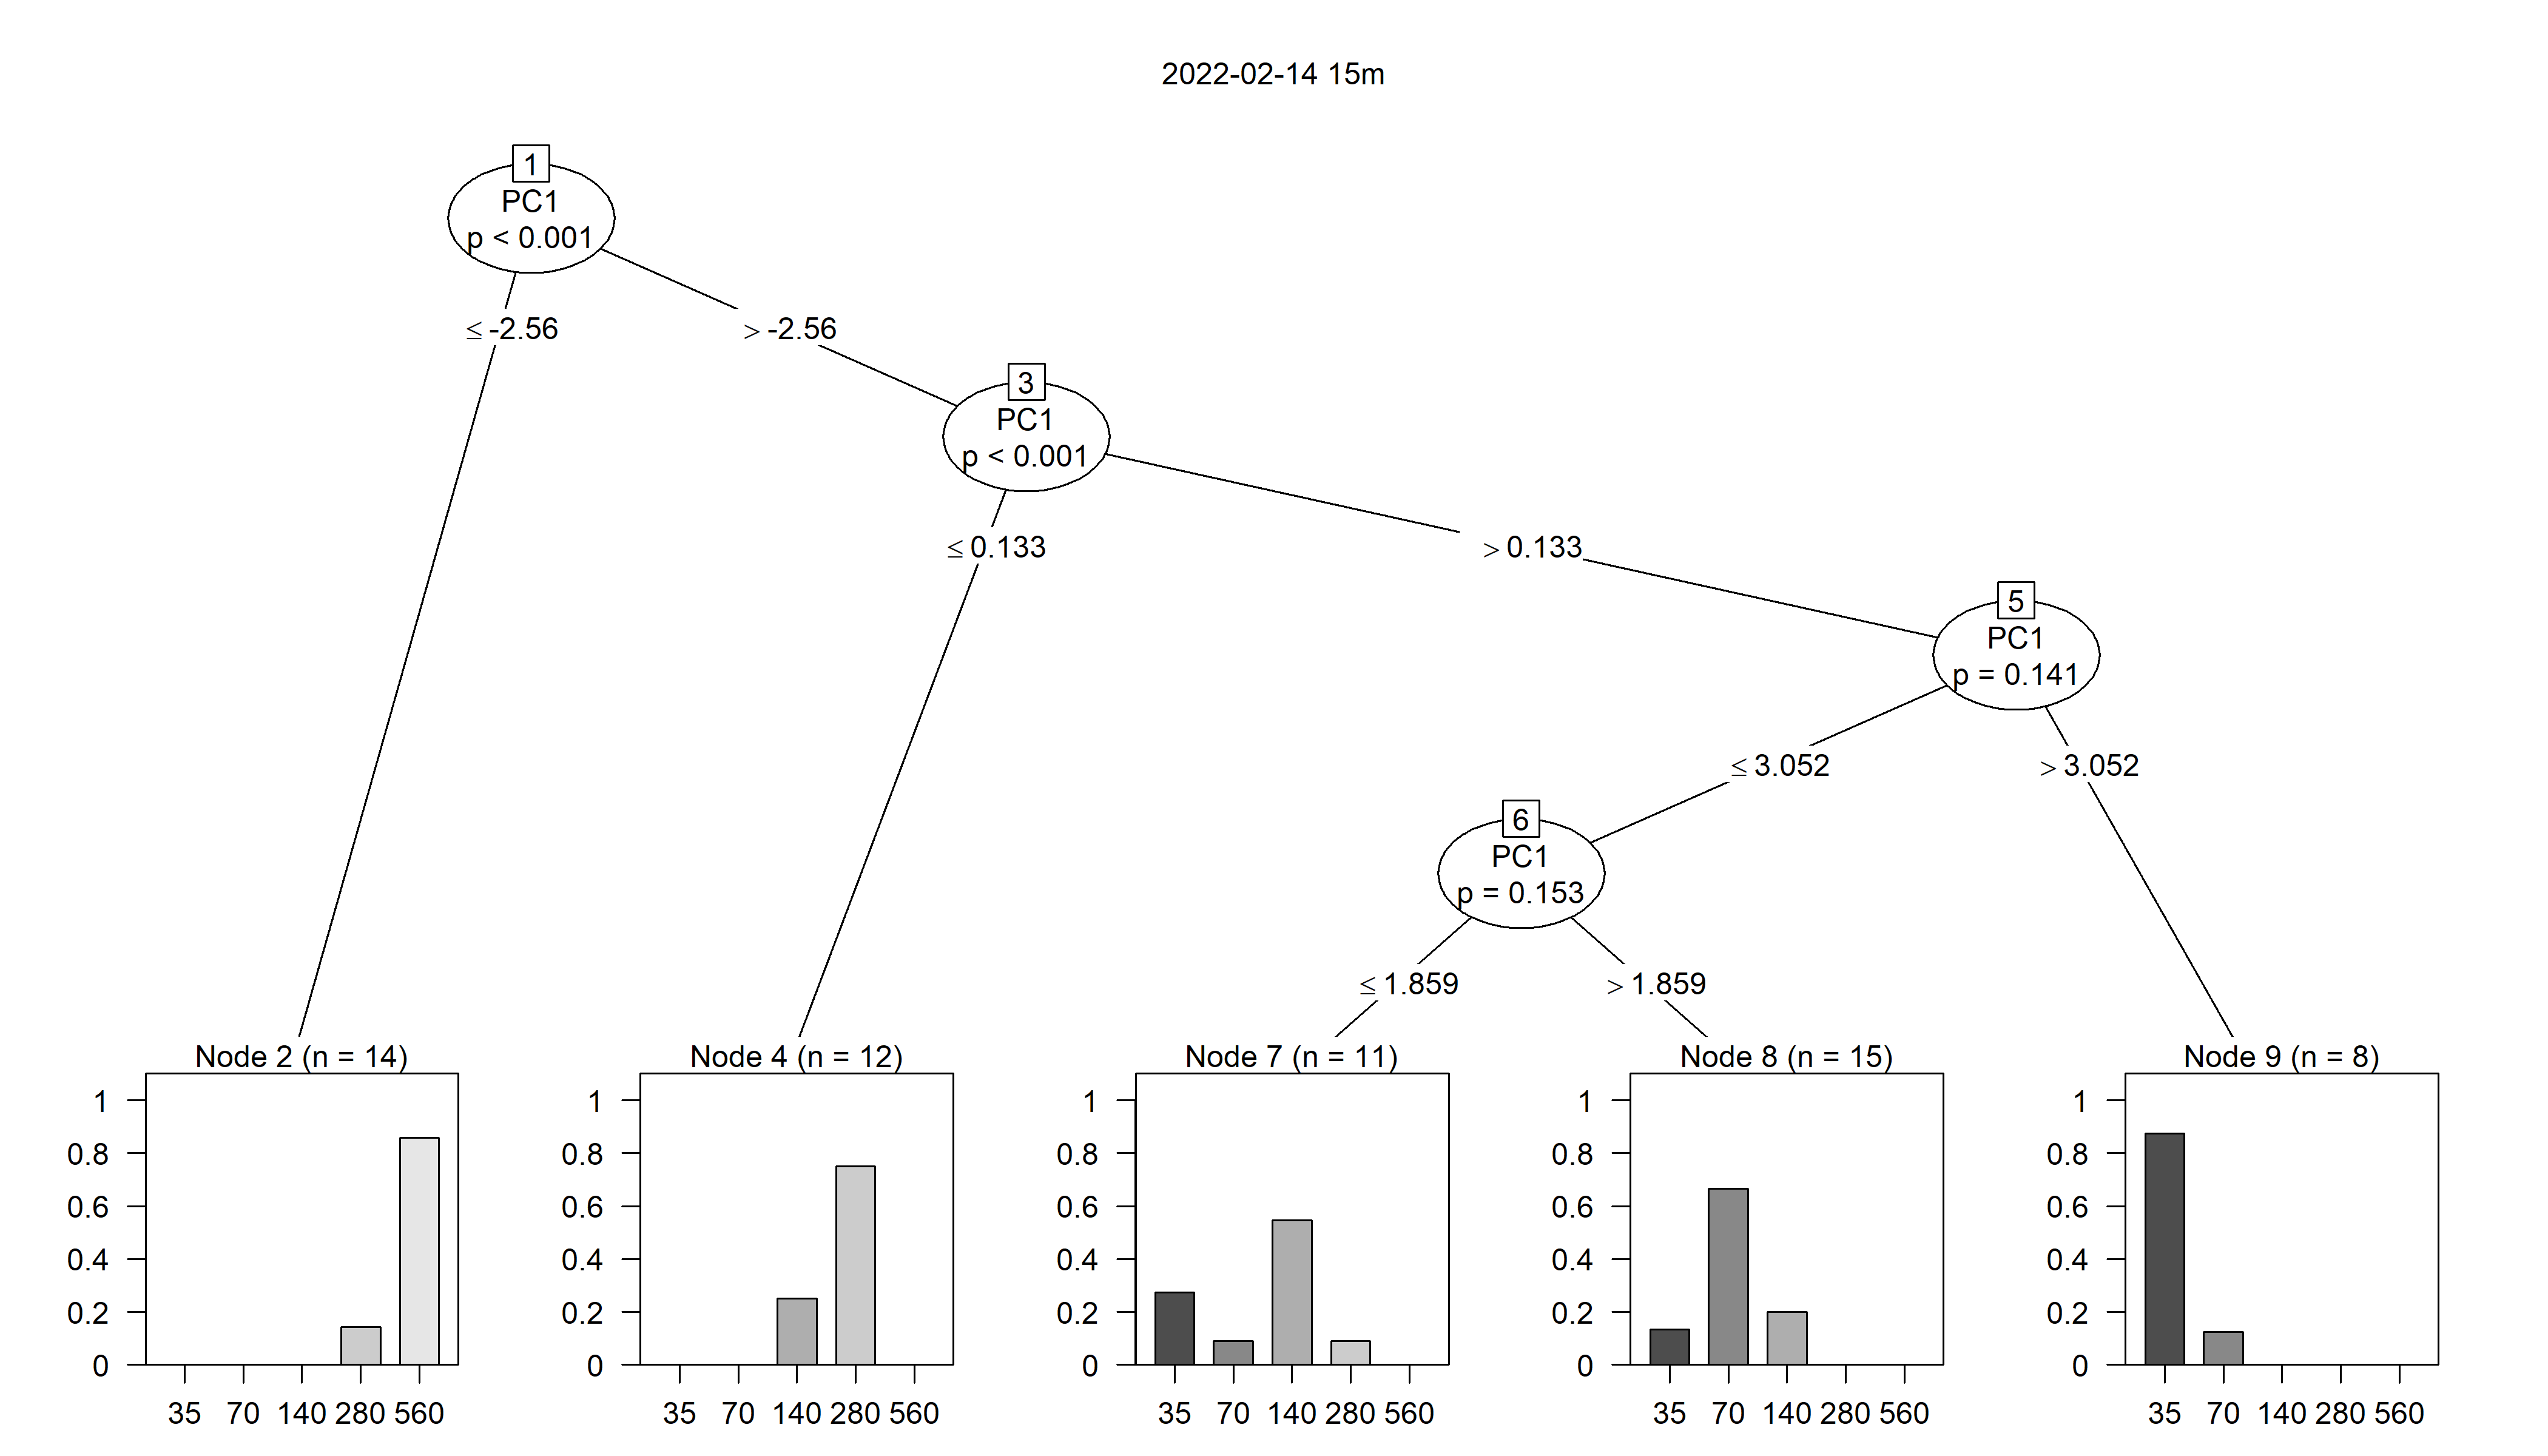 2022-02-14 15m
1
PC1
p < 0.001
≤ -2.56
> -2.56
3
PC1
p < 0.001
≤ 0.133
> 0.133
5
PC1
p = 0.141
≤ 3.052
> 3.052
6
PC1
p = 0.153
≤ 1.859
> 1.859
Node 2 (n = 14)
1
0.8
0.6
0.4
0.2
0
35 70 140 280 560
Node 4 (n = 12)
1
0.8
0.6
0.4
0.2
0
35 70 140 280 560
Node 7 (n = 11)
1
0.8
0.6
0.4
0.2
0
35 70 140 280 560
Node 8 (n = 15)
1
0.8
0.6
0.4
0.2
0
35 70 140 280 560
Node 9 (n = 8)
1
0.8
0.6
0.4
0.2
0
35 70 140 280 560